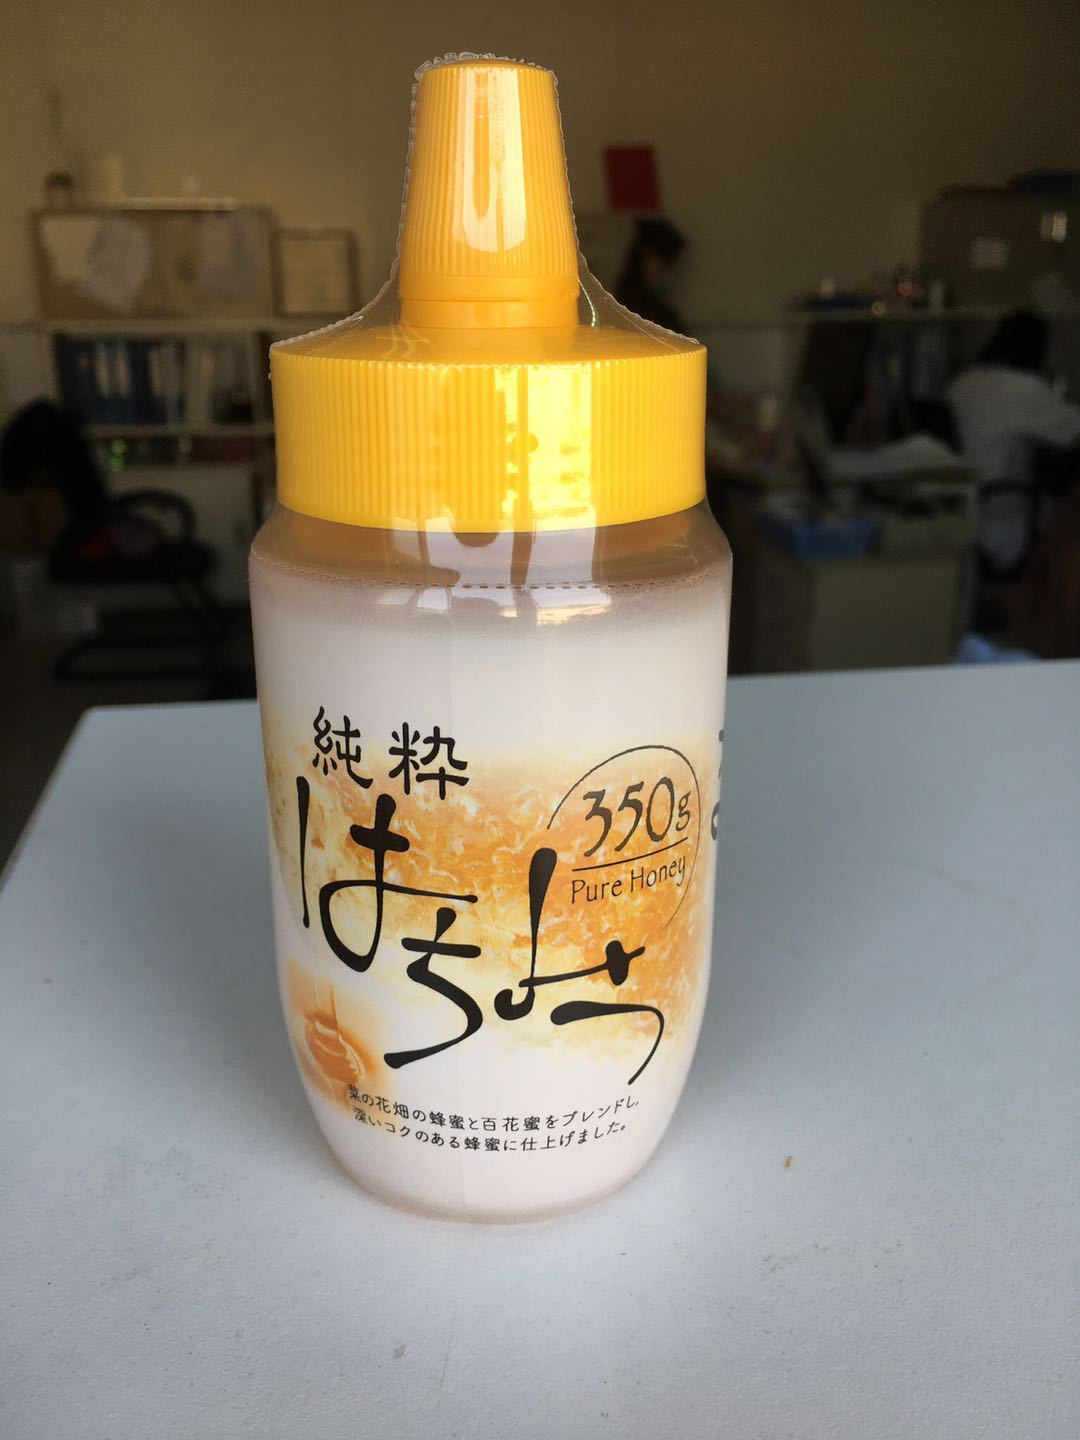 純粋
はちみつ
350g
Pure Honey
菜の花畑の蜂蜜と百花蜜をブレンドし、
深いコクのある蜂蜜に仕上げました。